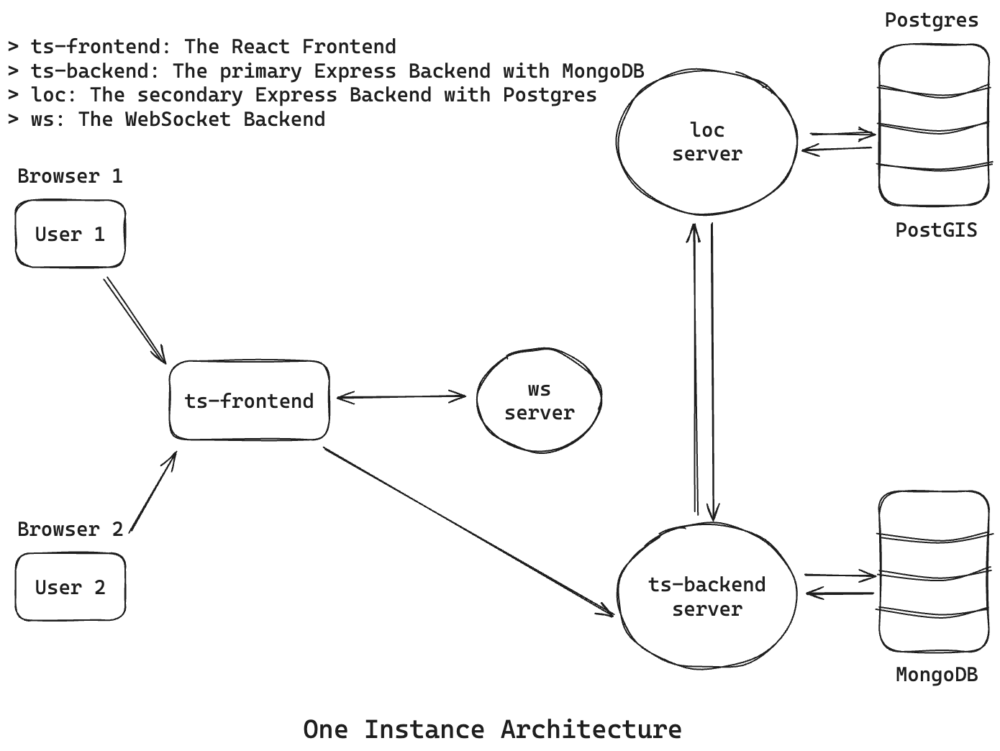 Postgres
> ts-frontend: The React Frontend
> ts-backend: The primary Express Backend with MongoDB
> loc: The secondary Express Backend with Postgres
> ws: The WebSocket Backend
loc
server
Browser 1
User 1
PostGIS
ts-frontend
ws
server
Browser 2
User 2
ts-backend
server
MongoDB
One Instance Architecture